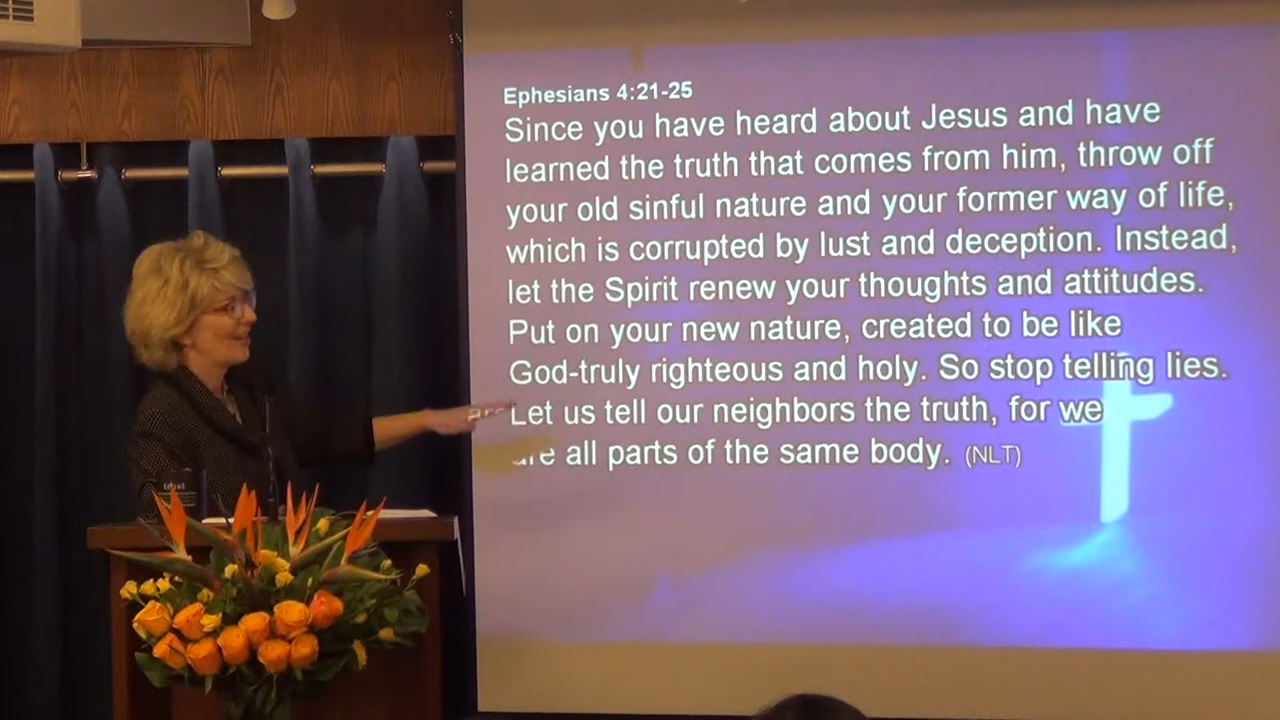 Ephesians 4:21-25
Since you have heard about Jesus and have
learned the truth that comes from him, throw off
your old sinful nature and your former way of life,
which is corrupted by lust and deception. Instead,
let the Spirit renew your thoughts and attitudes.
Put on your new nature, created to be like
God-truly righteous and holy. So stop telling lies.
Let us tell our neighbors the truth, for we
are all parts of the same body. (NLT)
trust